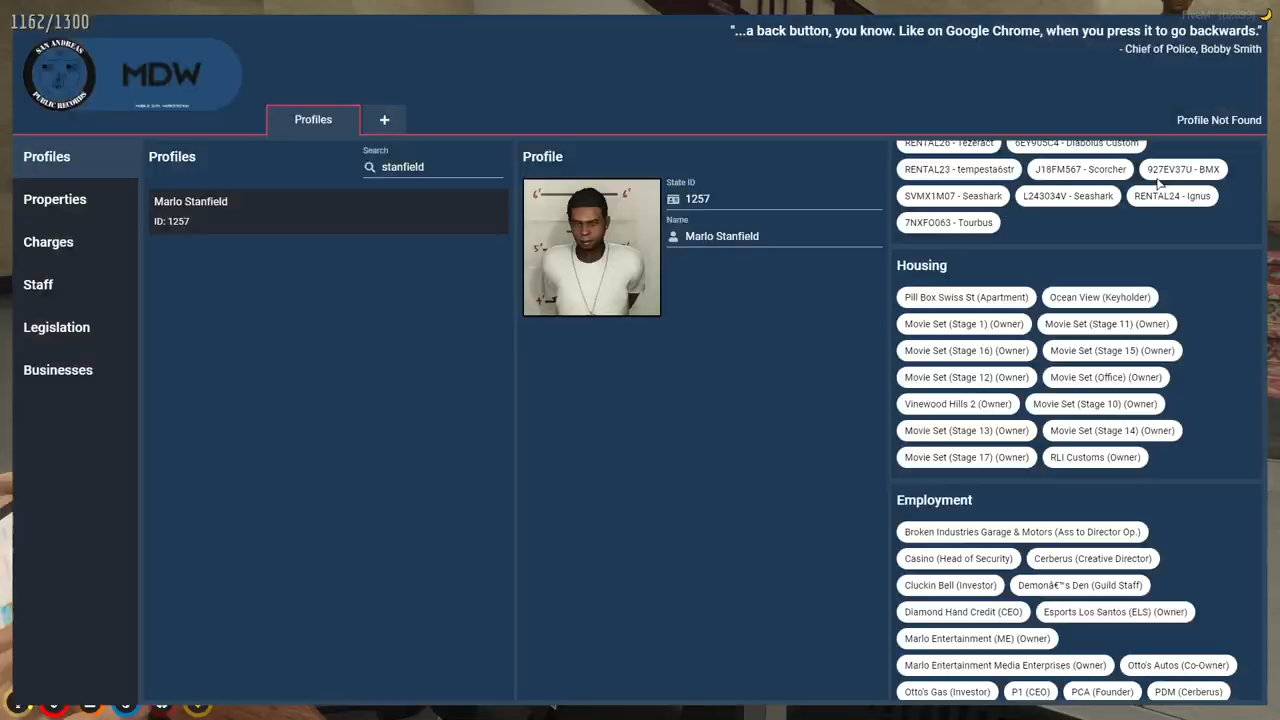 1162/1300
"...a back button, you know. Like on Google Chrome, when you press it to go backwards."
- Chief of Police, Bobby Smith
SAN ANDREAS
PUBLIC RECORDS
MDW
Profiles
+
Profile Not Found
Profiles
Properties
Charges
Staff
Legislation
Businesses
Profiles
Search
stanfield
Marlo Stanfield
ID: 1257
Profile
State ID
1257
Name
Marlo Stanfield
RENTAL26 - Tezeract
6EY905C4 - Diabolus Custom
RENTAL23 - tempesta6str
J18FM567 - Scorcher
927EV37U - BMX
SVMX1M07 - Seashark
L243034V - Seashark
RENTAL24 - Ignus
7NXFO063 - Tourbus
Housing
Pill Box Swiss St (Apartment)
Ocean View (Keyholder)
Movie Set (Stage 1) (Owner)
Movie Set (Stage 11) (Owner)
Movie Set (Stage 16) (Owner)
Movie Set (Stage 15) (Owner)
Movie Set (Stage 12) (Owner)
Movie Set (Office) (Owner)
Vinewood Hills 2 (Owner)
Movie Set (Stage 10) (Owner)
Movie Set (Stage 13) (Owner)
Movie Set (Stage 14) (Owner)
Movie Set (Stage 17) (Owner)
RLI Customs (Owner)
Employment
Broken Industries Garage & Motors (Ass to Director Op.)
Casino (Head of Security)
Cerberus (Creative Director)
Cluckin Bell (Investor)
Demonâ€™s Den (Guild Staff)
Diamond Hand Credit (CEO)
Esports Los Santos (ELS) (Owner)
Marlo Entertainment (ME) (Owner)
Marlo Entertainment Media Enterprises (Owner)
Otto's Autos (Co-Owner)
Otto's Gas (Investor)
P1 (CEO)
PCA (Founder)
PDM (Cerberus)